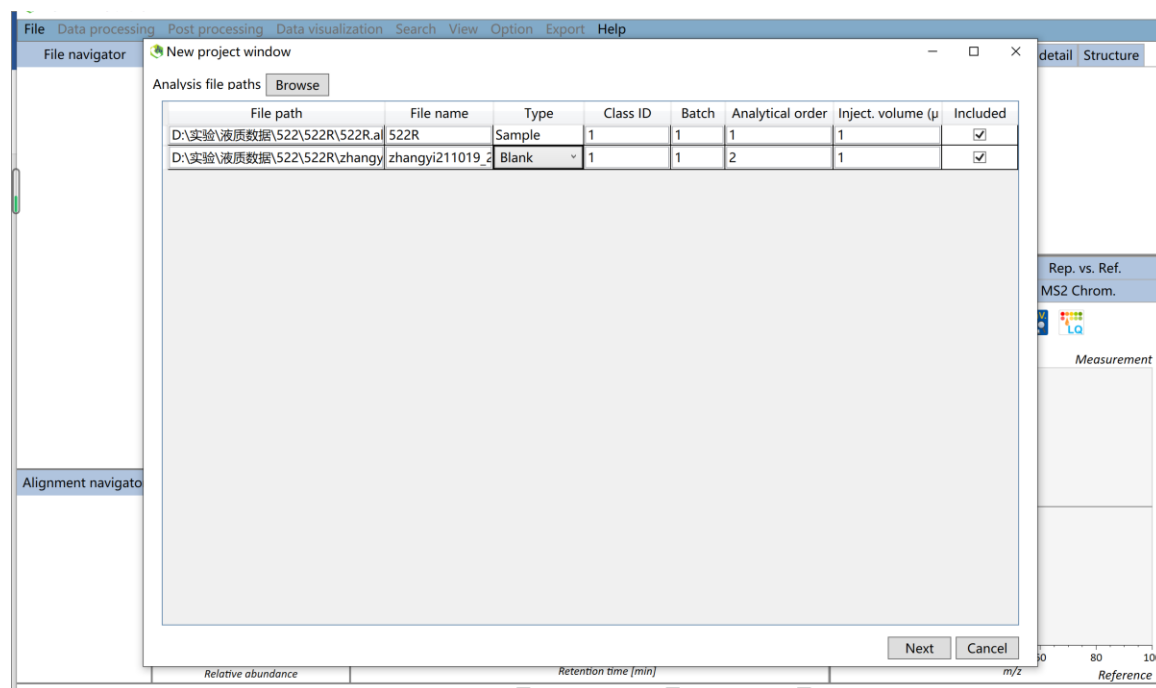 File Data processing Post processing Data visualization Search View Option Export Help
File navigator
New project window
detail Structure
Analysis file paths Browse
File path File name Type Class ID Batch Analytical order Inject. volume (μ Included
D:\实验\液质数据\522\522R\522R.al 522R Sample 1 1 1 1
D:\实验\液质数据\522\522R\zhangy zhangyi211019_2 Blank 1 1 2 1
Rep. vs. Ref.
MS2 Chrom.
LQ
Measurement
Alignment navigato
Next Cancel
60 80 10
Relative abundance Retention time [min] m/z Reference